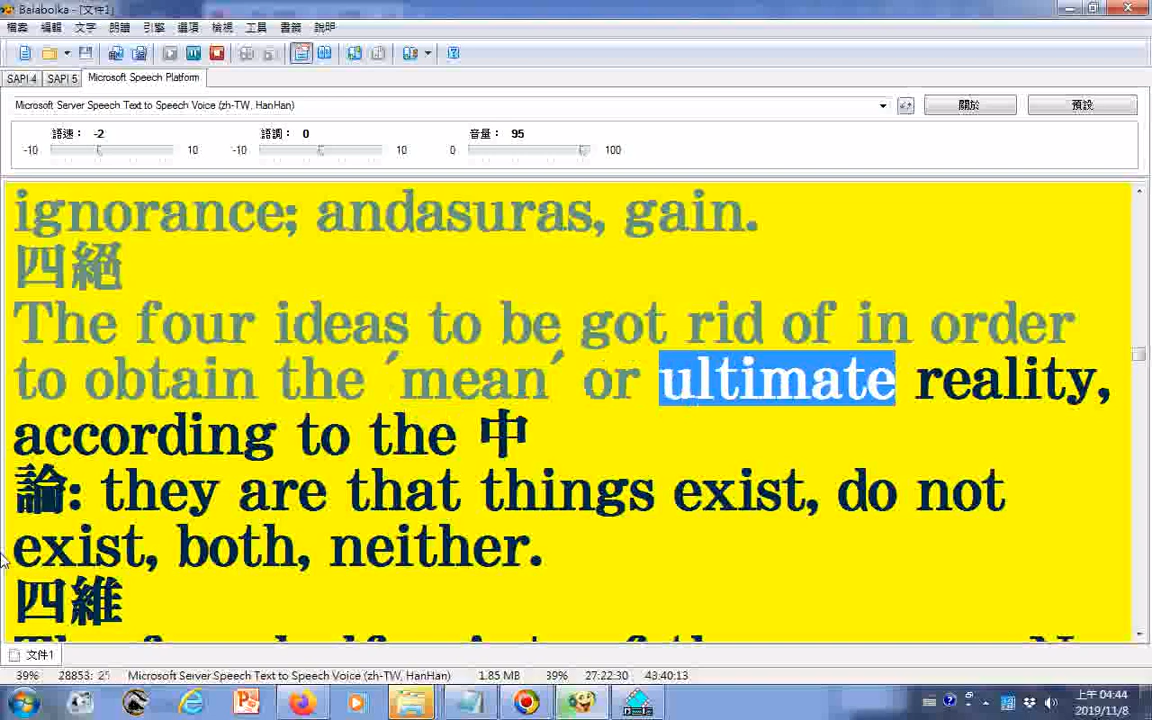 Balabolka - [文件1]
檔案 編輯 文字 朗讀 引擎 選項 檢視 工具 書籤 說明
SAPI 4 SAPI 5 Microsoft Speech Platform
Microsoft Server Speech Text to Speech Voice (zh-TW, HanHan) 關於 預設
語速： -2 語調： 0 音量： 95
-10 10 -10 10 0 100
ignorance; andasuras, gain.
四絕
The four ideas to be got rid of in order
to obtain the ´mean´ or ultimate reality,
according to the 中
論: they are that things exist, do not
exist, both, neither.
四維
文件1
39% 28853: 25 Microsoft Server Speech Text to Speech Voice (zh-TW, HanHan) 1.85 MB 39% 27:22:30 43:40:13
上午 04:44
2019/11/8